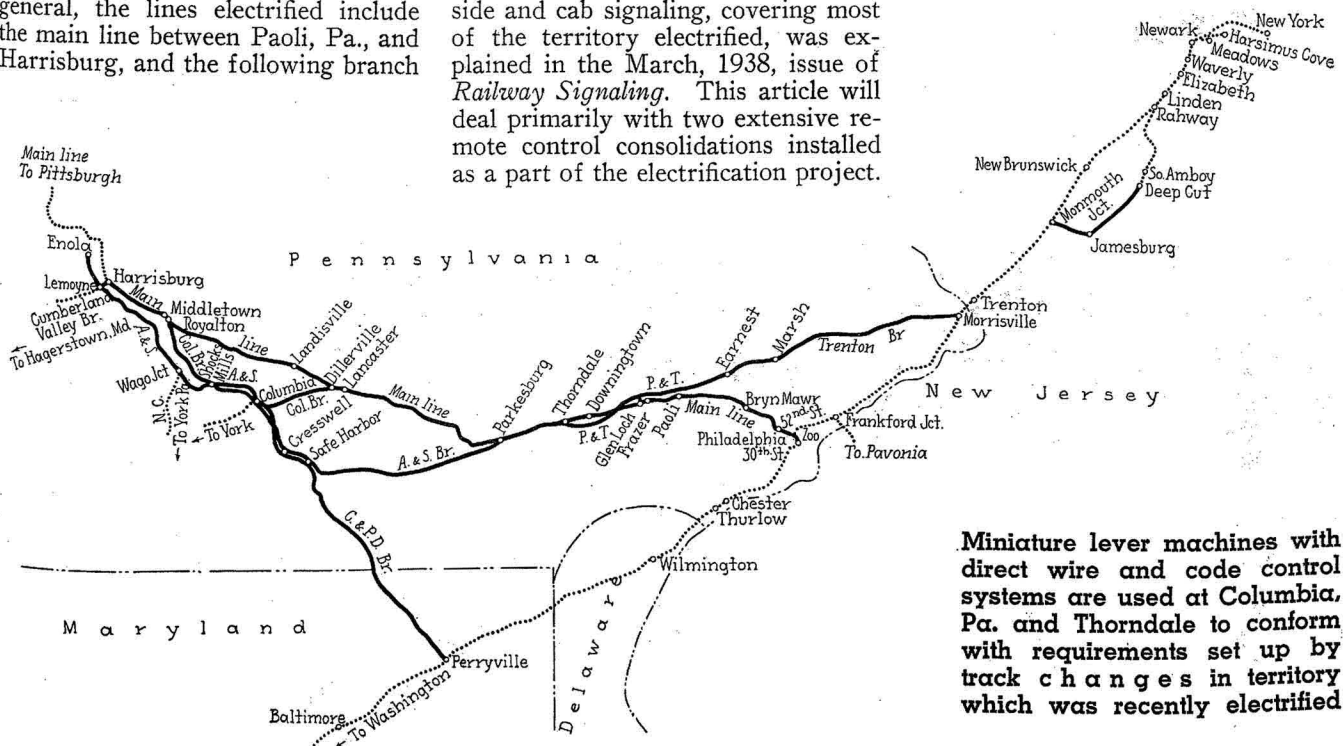 general, the lines electrified include
the main line between Paoli, Pa., and
Harrisburg, and the following branch
side and cab signaling, covering most
of the territory electrified, was ex-
plained in the March, 1938, issue of
Railway Signaling. This article will
deal primarily with two extensive re-
mote control consolidations installed
as a part of the electrification project.
New York
Newark
Harsimus Cove
Meadows
Waverly
Elizabeth
Linden
Rahway
New Brunswick
So. Amboy
Deep Cut
Monmouth
Jct.
Jamesburg
Main line
To Pittsburgh
Enola
Pennsylvania
Lemoyne
Harrisburg
Cumberland
Valley Br.
To Hagerstown, Md.
Main
line
Middletown
Royalton
A.&S.
Col. Br.
Shocks
Mills
A.&S.
Wago Jct
N.C.
To York
To York
Columbia
Col. Br.
Landisville
Dillerville
Lancaster
Cresswell
Safe Harbor
Main line
A.&S. Br.
Parkesburg
Thorndale
Downingtown
P.&T.
P.&T.
Glen Loch
Frazer
Paoli
Main line
Earnest
Marsh
Trenton Br
Trenton
Morrisville
Bryn Mawr
52nd St.
Philadelphia
Zoo
30th St.
Frankford Jct.
To Pavonia
New Jersey
Chester
Thurlow
Wilmington
C.&P.D. Br.
Maryland
Delaware
Perryville
Baltimore
To Washington
Miniature lever machines with
direct wire and code control
systems are used at Columbia,
Pa. and Thorndale to conform
with requirements set up by
track changes in territory
which was recently electrified